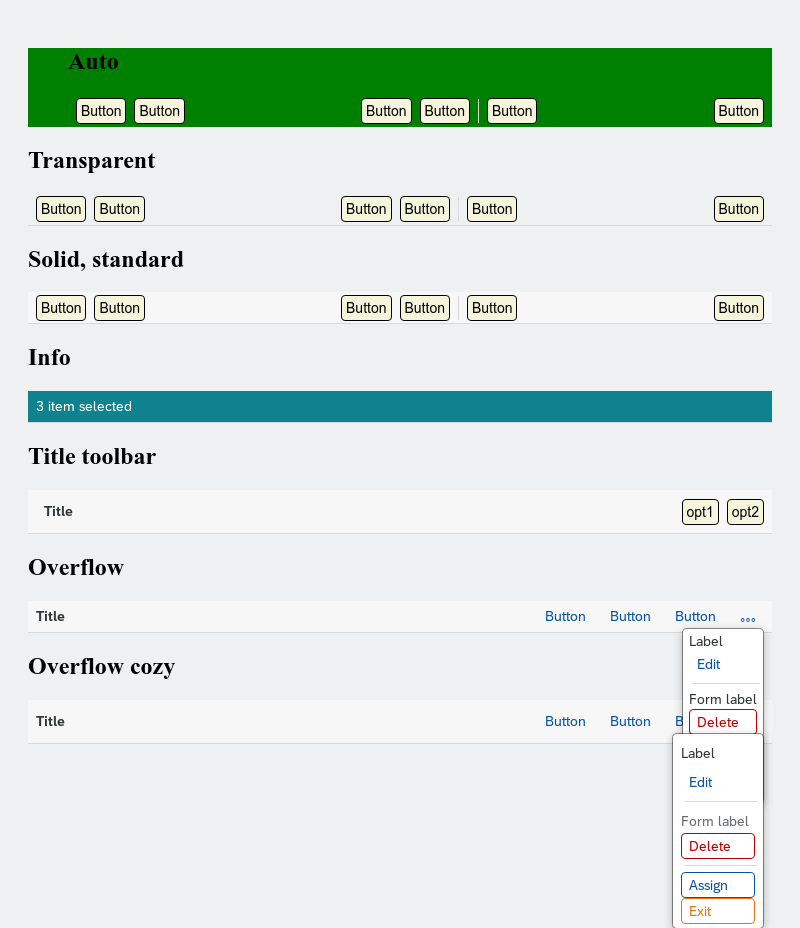 Auto
Button Button Button Button Button Button
Transparent
Button Button Button Button Button Button
Solid, standard
Button Button Button Button Button Button
Info
3 item selected
Title toolbar
Title opt1 opt2
Overflow
Title Button Button Button
Label
Edit
Form label
Delete
Overflow cozy
Title Button Button
Label
Edit
Form label
Delete
Assign
Exit